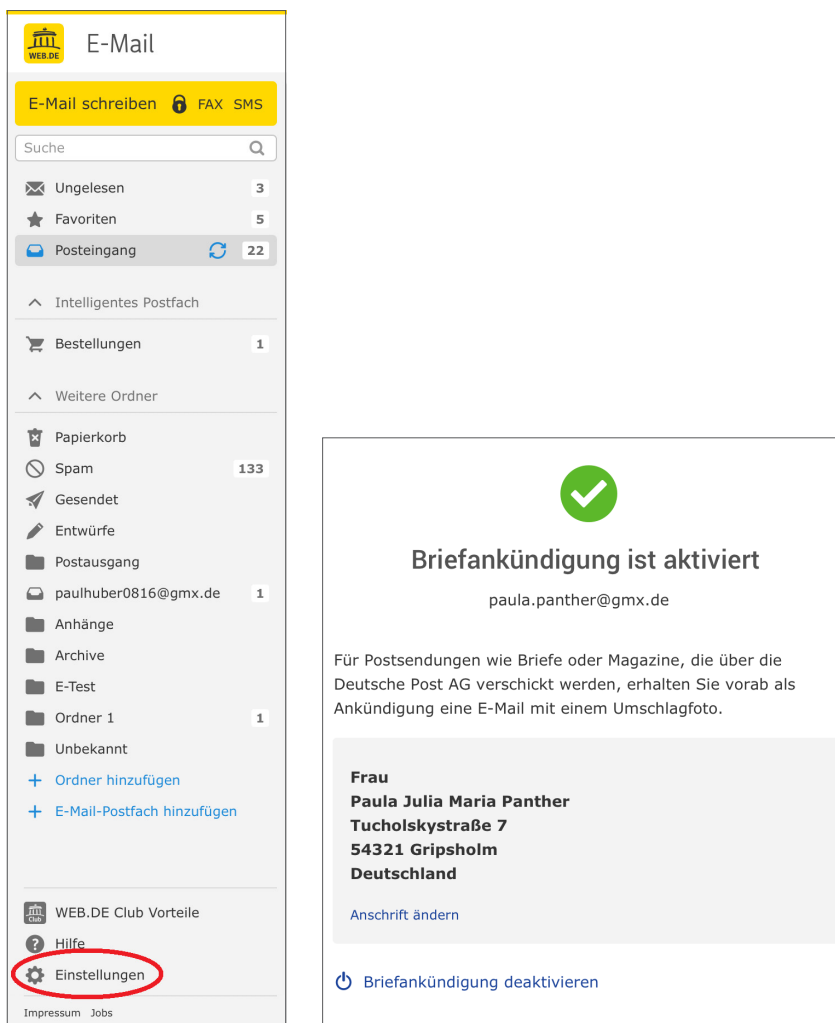 WEB.DE
E-Mail
E-Mail schreiben FAX SMS
Suche
Ungelesen 3
Favoriten 5
Posteingang 22
Intelligentes Postfach
Bestellungen 1
Weitere Ordner
Papierkorb
Spam 133
Gesendet
Entwürfe
Postausgang
paulhuber0816@gmx.de 1
Anhänge
Archive
E-Test
Ordner 1 1
Unbekannt
+ Ordner hinzufügen
+ E-Mail-Postfach hinzufügen
Club
WEB.DE Club Vorteile
? Hilfe
Einstellungen
Impressum Jobs
Briefankündigung ist aktiviert
paula.panther@gmx.de
Für Postsendungen wie Briefe oder Magazine, die über die
Deutsche Post AG verschickt werden, erhalten Sie vorab als
Ankündigung eine E-Mail mit einem Umschlagfoto.
Frau
Paula Julia Maria Panther
Tucholskystraße 7
54321 Gripsholm
Deutschland
Anschrift ändern
Briefankündigung deaktivieren